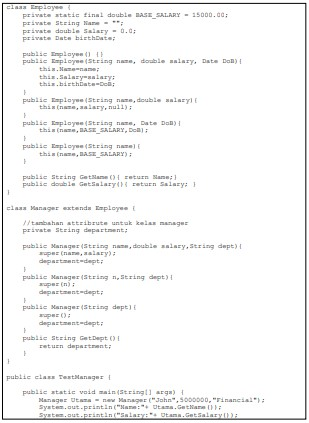 class Employee {
private static final double BASE_SALARY = 15000.00;
private String Name = "";
private double Salary = 0.0;
private Date birthDate;
public Employee() {}
public Employee(String name, double salary, Date DoB){
this.Name=name;
this.Salary=salary;
this.birthDate=DoB;
}
public Employee(String name,double salary){
this(name,salary,null);
}
public Employee(String name, Date DoB){
this(name,BASE_SALARY,DoB);
}
public Employee(String name){
this(name,BASE_SALARY);
}
public String GetName(){ return Name;}
public double GetSalary(){ return Salary; }
}
class Manager extends Employee {
//tambahan attribrute untuk kelas manager
private String department;
public Manager(String name,double salary,String dept){
super(name,salary);
department=dept;
}
public Manager(String n,String dept){
super(n);
department=dept;
}
public Manager(String dept){
super();
department=dept;
}
public String GetDept(){
return department;
}
}
public class TestManager {
public static void main(String[] args) {
Manager Utama = new Manager("John",5000000,"Financial");
System.out.println("Name:"+ Utama.GetName());
System.out.println("Salary:"+ Utama.GetSalary());